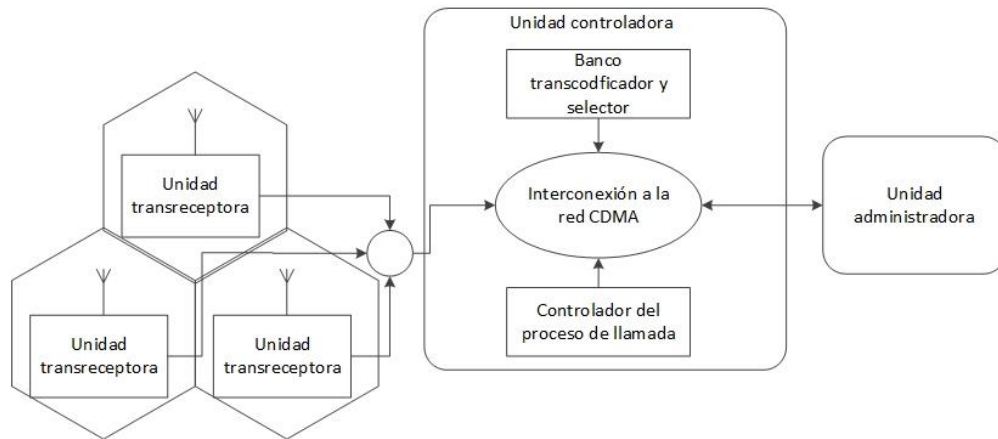 Unidad controladora
Banco
transcodficador y
selector
Unidad
transreceptora
Interconexión a la
red CDMA
Unidad
administradora
Unidad
transreceptora
Unidad
transreceptora
Controlador del
proceso de llamada